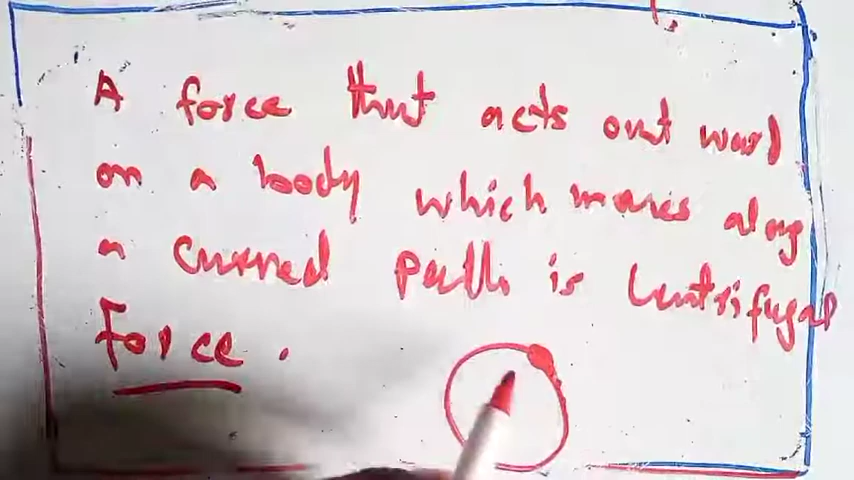 A force that acts out ward
on a body which moves along
a curved path is Centrifugal
Force.